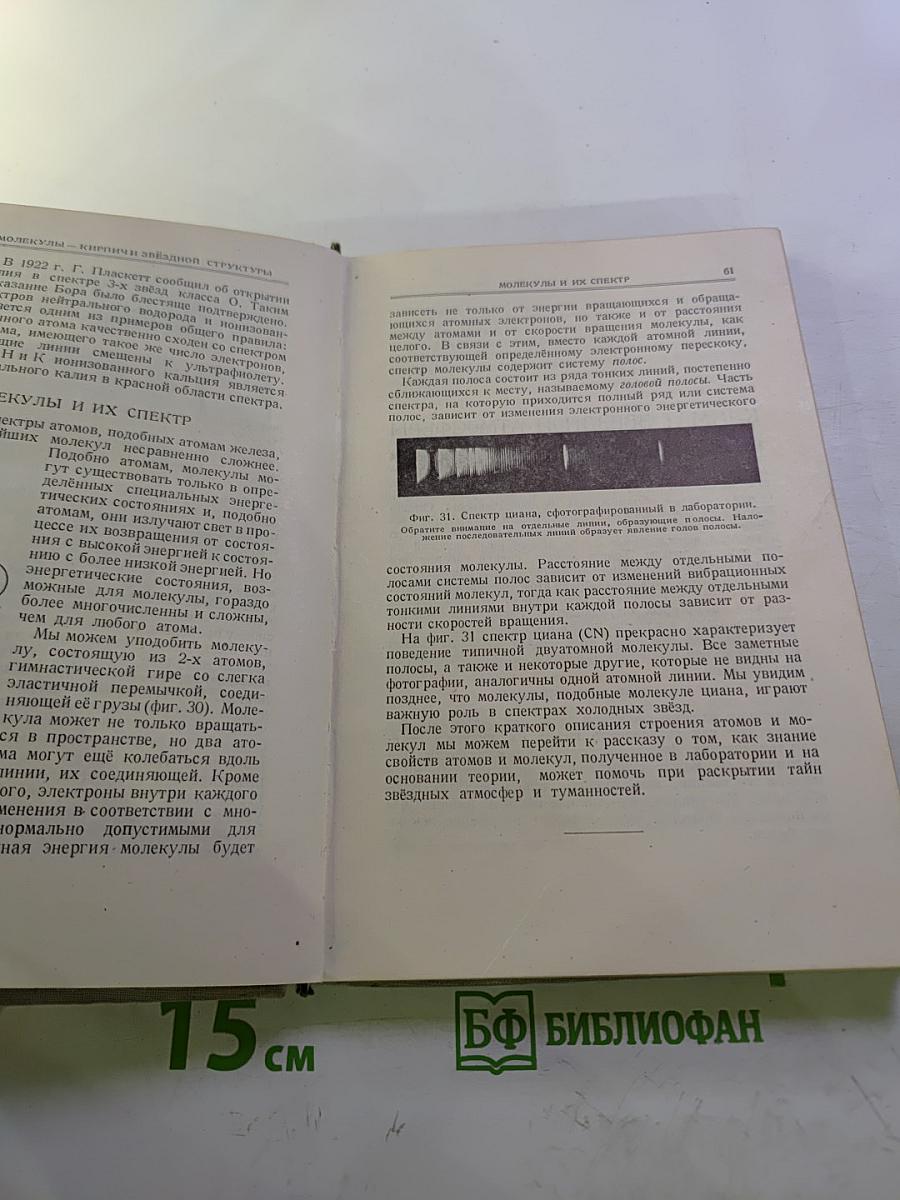 МОЛЕКУЛЫ — КИРПИЧИ ЗВЁЗДНОЙ СТРУКТУРЫ
В 1922 г. Г. Пласкетт сообщил об открытии
лия в спектре 3-х звёзд класса О. Таким
казание Бора было блестяще подтверждено.
ктров нейтрального водорода и ионизован-
яется одним из примеров общего правила:
нного атома качественно сходен со спектром
ма, имеющего такое же число электронов,
щие линии смещены к ультрафиолету.
Н и К ионизованного кальция является
ального калия в красной области спектра.
ЕКУЛЫ И ИХ СПЕКТР
ектры атомов, подобных атомам железа,
ейших молекул несравненно сложнее.
Подобно атомам, молекулы мо-
гут существовать только в опре-
делённых специальных энерге-
тических состояниях и, подобно
атомам, они излучают свет в про-
цессе их возвращения от состоя-
ния с высокой энергией к состоя-
нию с более низкой энергией. Но
энергетические состояния, воз-
можные для молекулы, гораздо
более многочисленны и сложны,
чем для любого атома.
Мы можем уподобить молеку-
лу, состоящую из 2-х атомов,
гимнастической гире со слегка
эластичной перемычкой, соеди-
няющей её грузы (фиг. 30). Моле-
кула может не только вращать-
ся в пространстве, но два ато-
ма могут ещё колебаться вдоль
линии, их соединяющей. Кроме
ого, электроны внутри каждого
менения в соответствии с мно-
нормально допустимыми для
ная энергия молекулы будет
МОЛЕКУЛЫ И ИХ СПЕКТР 61
зависеть не только от энергии вращающихся и обраща-
ющихся атомных электронов, но также и от расстояния
между атомами и от скорости вращения молекулы, как
целого. В связи с этим, вместо каждой атомной линии,
соответствующей определённому электронному перескоку,
спектр молекулы содержит систему полос.
Каждая полоса состоит из ряда тонких линий, постепенно
сближающихся к месту, называемому головой полосы. Часть
спектра, на которую приходится полный ряд или система
полос, зависит от изменения электронного энергетического
Фиг. 31. Спектр циана, сфотографированный в лаборатории.
Обратите внимание на отдельные линии, образующие полосы. Нало-
жение последовательных линий образует явление голов полосы.
состояния молекулы. Расстояние между отдельными по-
лосами системы полос зависит от изменений вибрационных
состояний молекул, тогда как расстояние между отдельными
тонкими линиями внутри каждой полосы зависит от раз-
ности скоростей вращения.
На фиг. 31 спектр циана (CN) прекрасно характеризует
поведение типичной двуатомной молекулы. Все заметные
полосы, а также и некоторые другие, которые не видны на
фотографии, аналогичны одной атомной линии. Мы увидим
позднее, что молекулы, подобные молекуле циана, играют
важную роль в спектрах холодных звёзд.
После этого краткого описания строения атомов и мо-
лекул мы можем перейти к рассказу о том, как знание
свойств атомов и молекул, полученное в лаборатории и на
основании теории, может помочь при раскрытии тайн
звёздных атмосфер и туманностей.
15 см
БФ БИБЛИОФАН